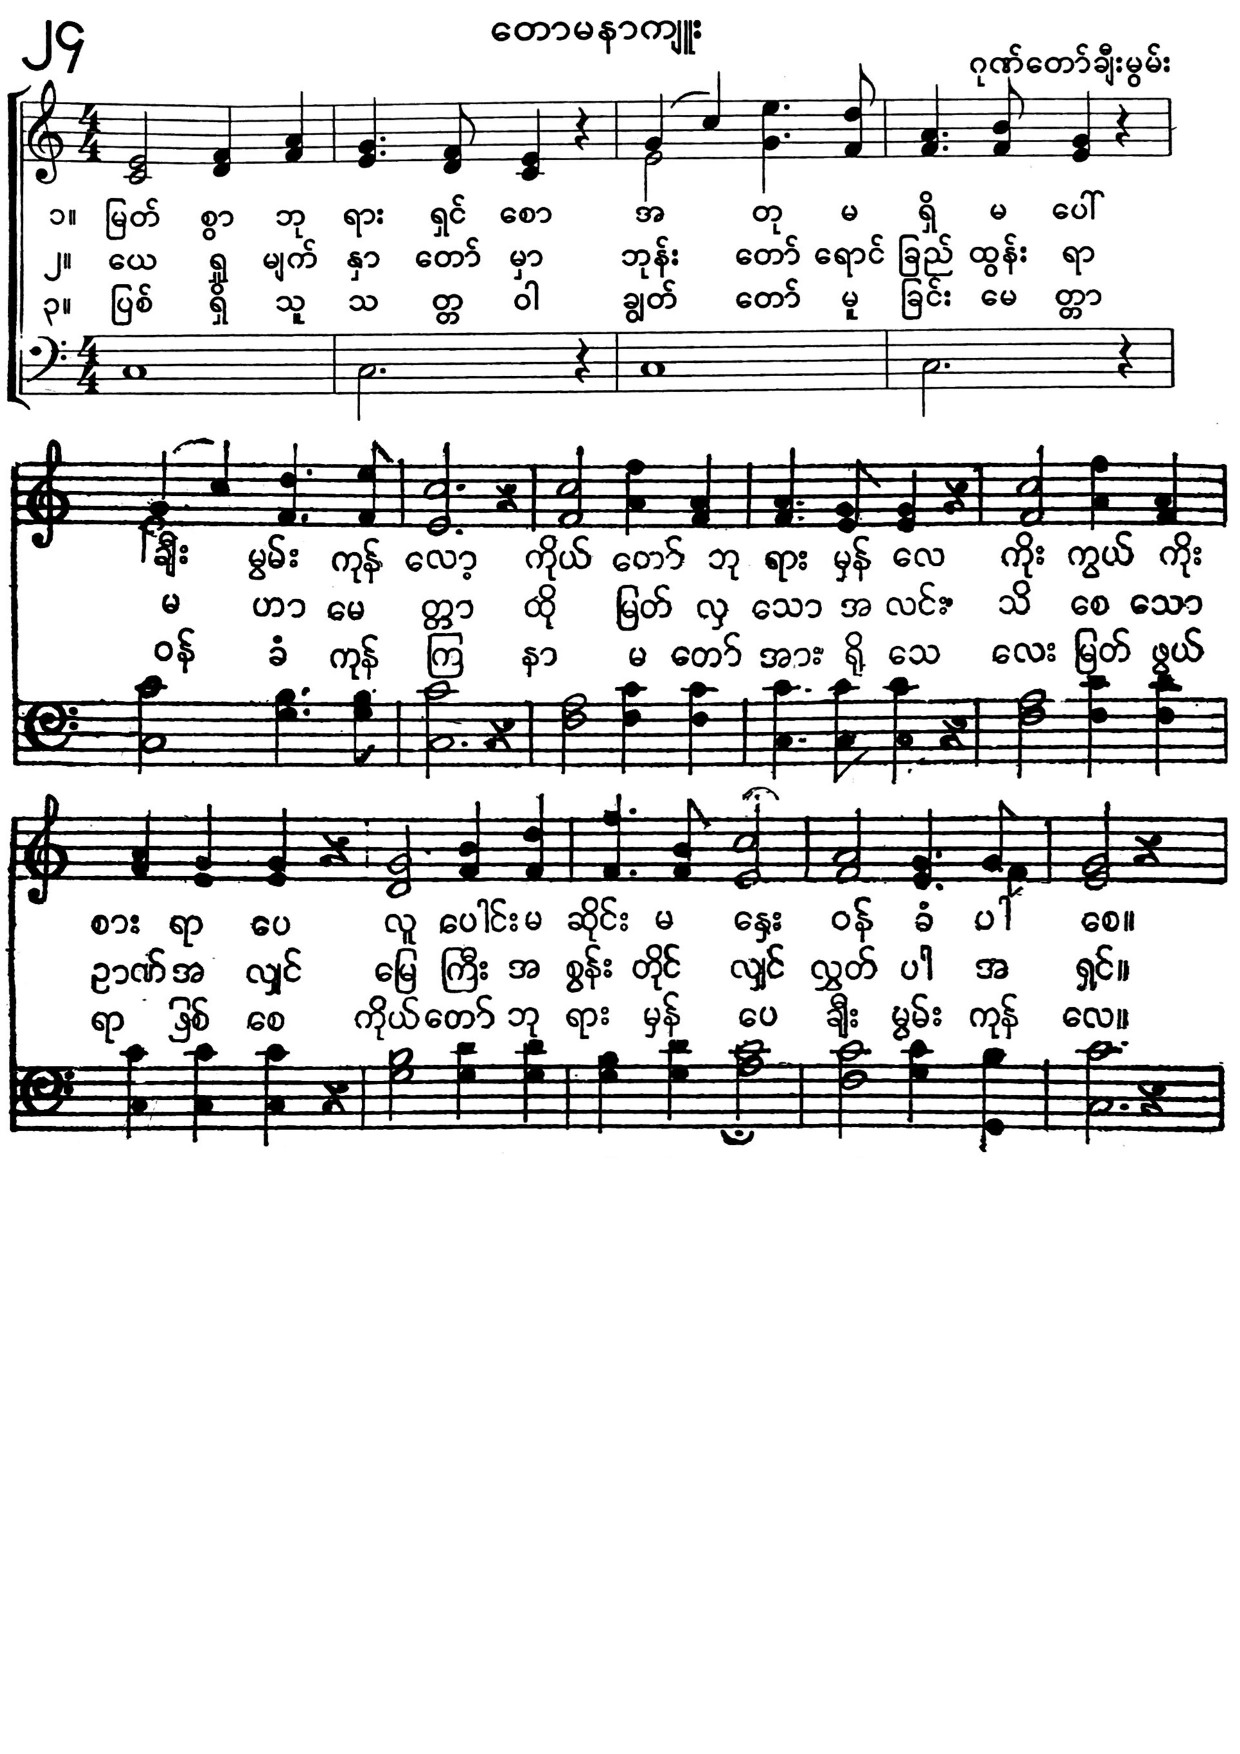 ၂၄
တောမနာကျူး
ဂုဏ်တော်ချီးမွမ်း
၁။ မြတ် စွာ ဘု ရား ရှင် စော အ တု မ ရှိ မ ပေါ်
၂။ ယေ ရှူ မျက် နှာ တော် မှာ ဘုန်း တော် ရောင် ခြည် ထွန်း ရာ
၃။ ပြစ် ရှိ သူ သ တ္တ ဝါ ချွတ် တော် မူ ခြင်း မေ တ္တာ
ချီး မွမ်း ကုန် လော့ ကိုယ် တော် ဘု ရား မှန် လေ ကိုး ကွယ် ကိုး
မ ဟာ မေ တ္တာ ထို မြတ် လှ သော အ လင်း သိ စေ သော
ဝန် ခံ ကုန် ကြ နာ မ တော် အား ရို သေ လေး မြတ် ဖွယ်
စား ရာ ပေ လူ ပေါင်း မ ဆိုင်း မ နှေး ဝန် ခံ ပါ စေ။
ဉာဏ် အ လျှင် မြေ ကြီး အ စွန်း တိုင် လျှင် လွှတ် ပါ အ ရှင်။
ရာ ဖြစ် စေ ကိုယ် တော် ဘု ရား မှန် ပေ ချီး မွမ်း ကုန် လေ။